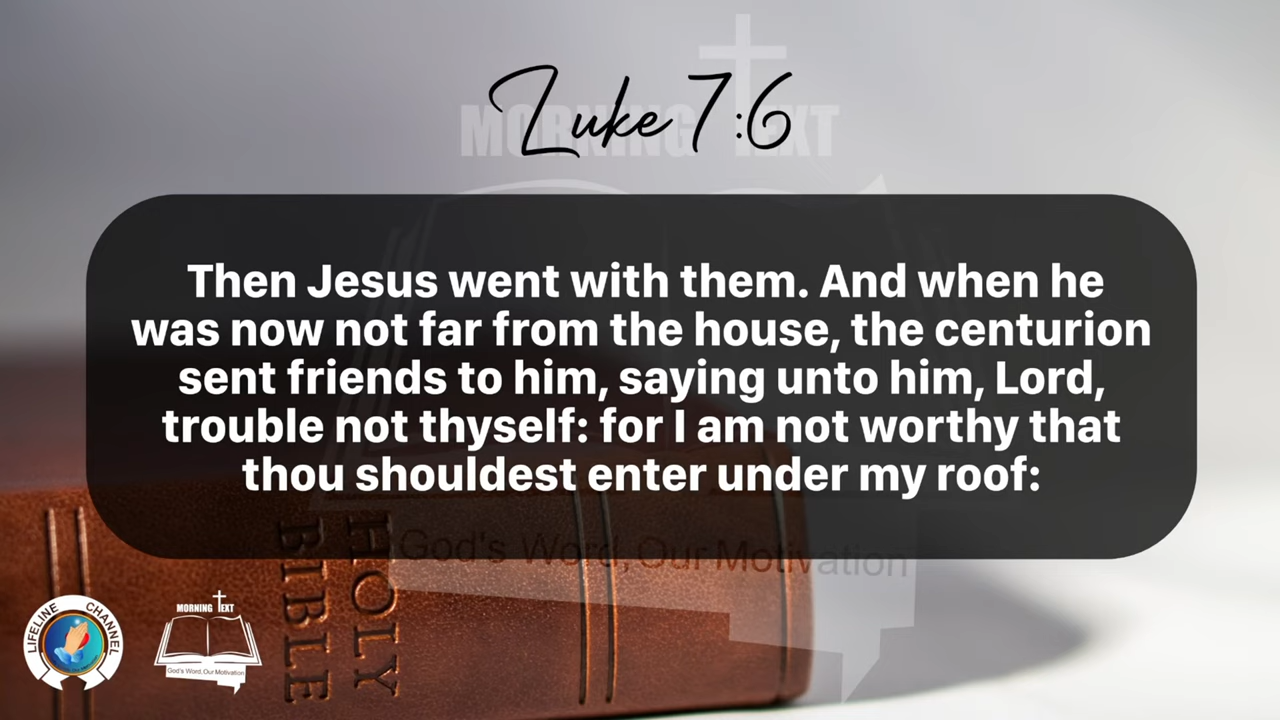 Luke 7:6
MORNING TEXT
Then Jesus went with them. And when he
was now not far from the house, the centurion
sent friends to him, saying unto him, Lord,
trouble not thyself: for I am not worthy that
thou shouldest enter under my roof:
God's Word, Our Motivation
HOLY
BIBLE
LIFELINE CHANNEL
MORNING TEXT
God's Word, Our Motivation